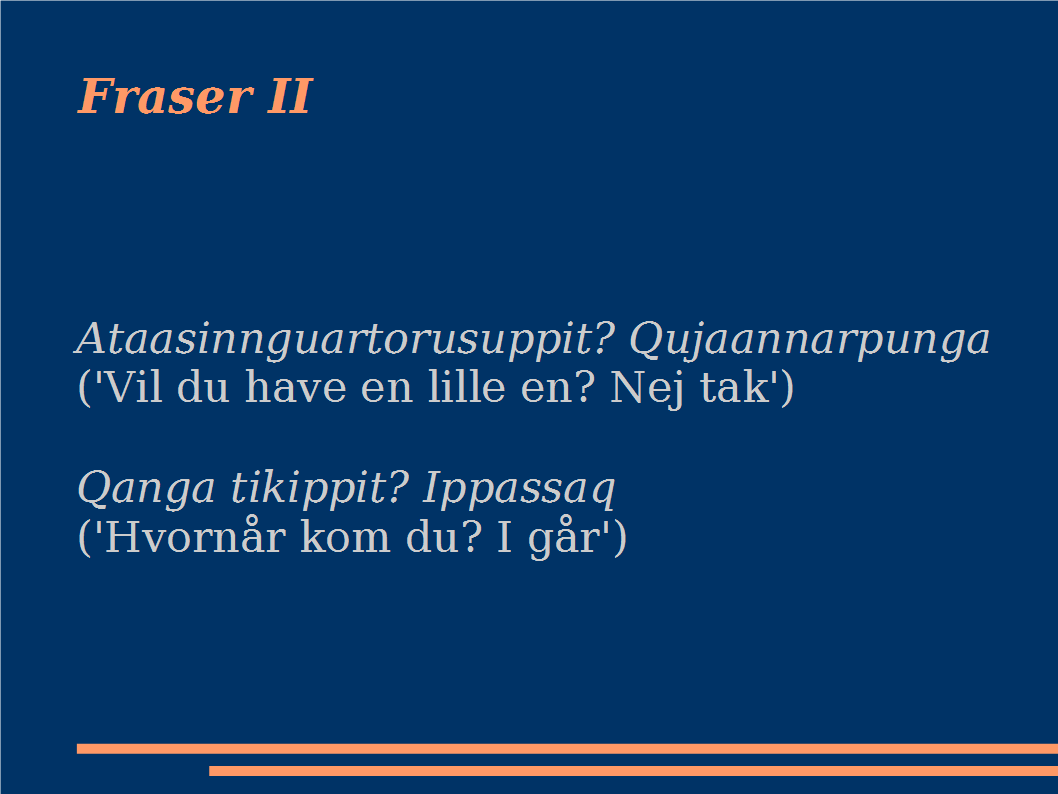 Fraser II
Ataasinnguartorusuppit? Qujaannarpunga
('Vil du have en lille en? Nej tak')
Qanga tikippit? Ippassaq
('Hvornår kom du? I går')